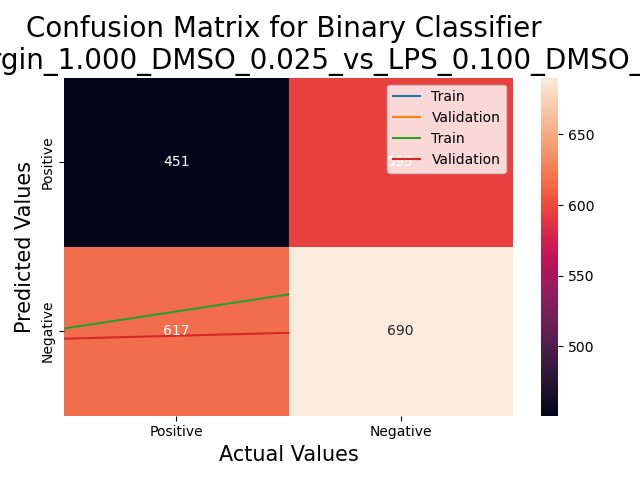 Confusion Matrix for Binary Classifier
rgin_1.000_DMSO_0.025_vs_LPS_0.100_DMSO_
Train
Validation
Train
Validation
Predicted Values
Positive
Negative
451
617
690
Positive
Negative
Actual Values
650
600
550
500